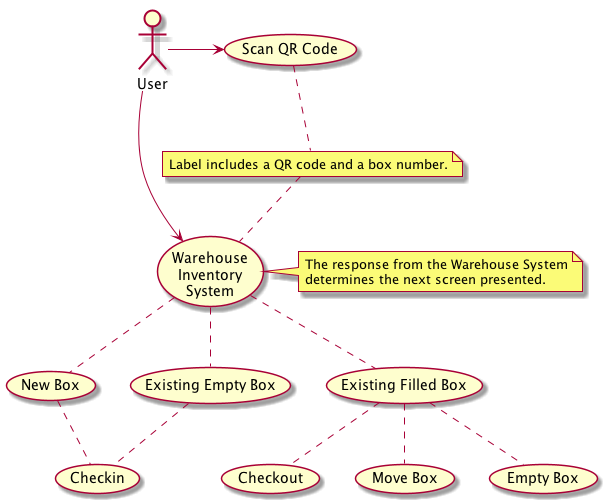 Scan QR Code
User
Label includes a QR code and a box number.
Warehouse
Inventory
System
The response from the Warehouse System
determines the next screen presented.
New Box
Existing Empty Box
Existing Filled Box
Checkin
Checkout
Move Box
Empty Box